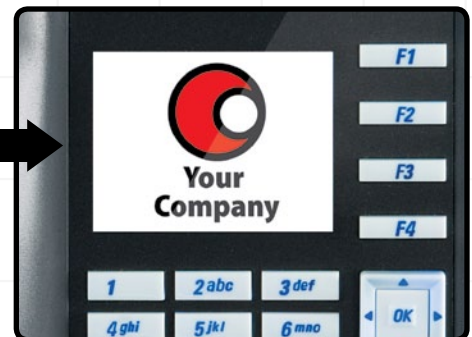 F1
F2
Your
Company
F3
F4
1 2abc 3def
4ghi 5jkl 6mno
OK